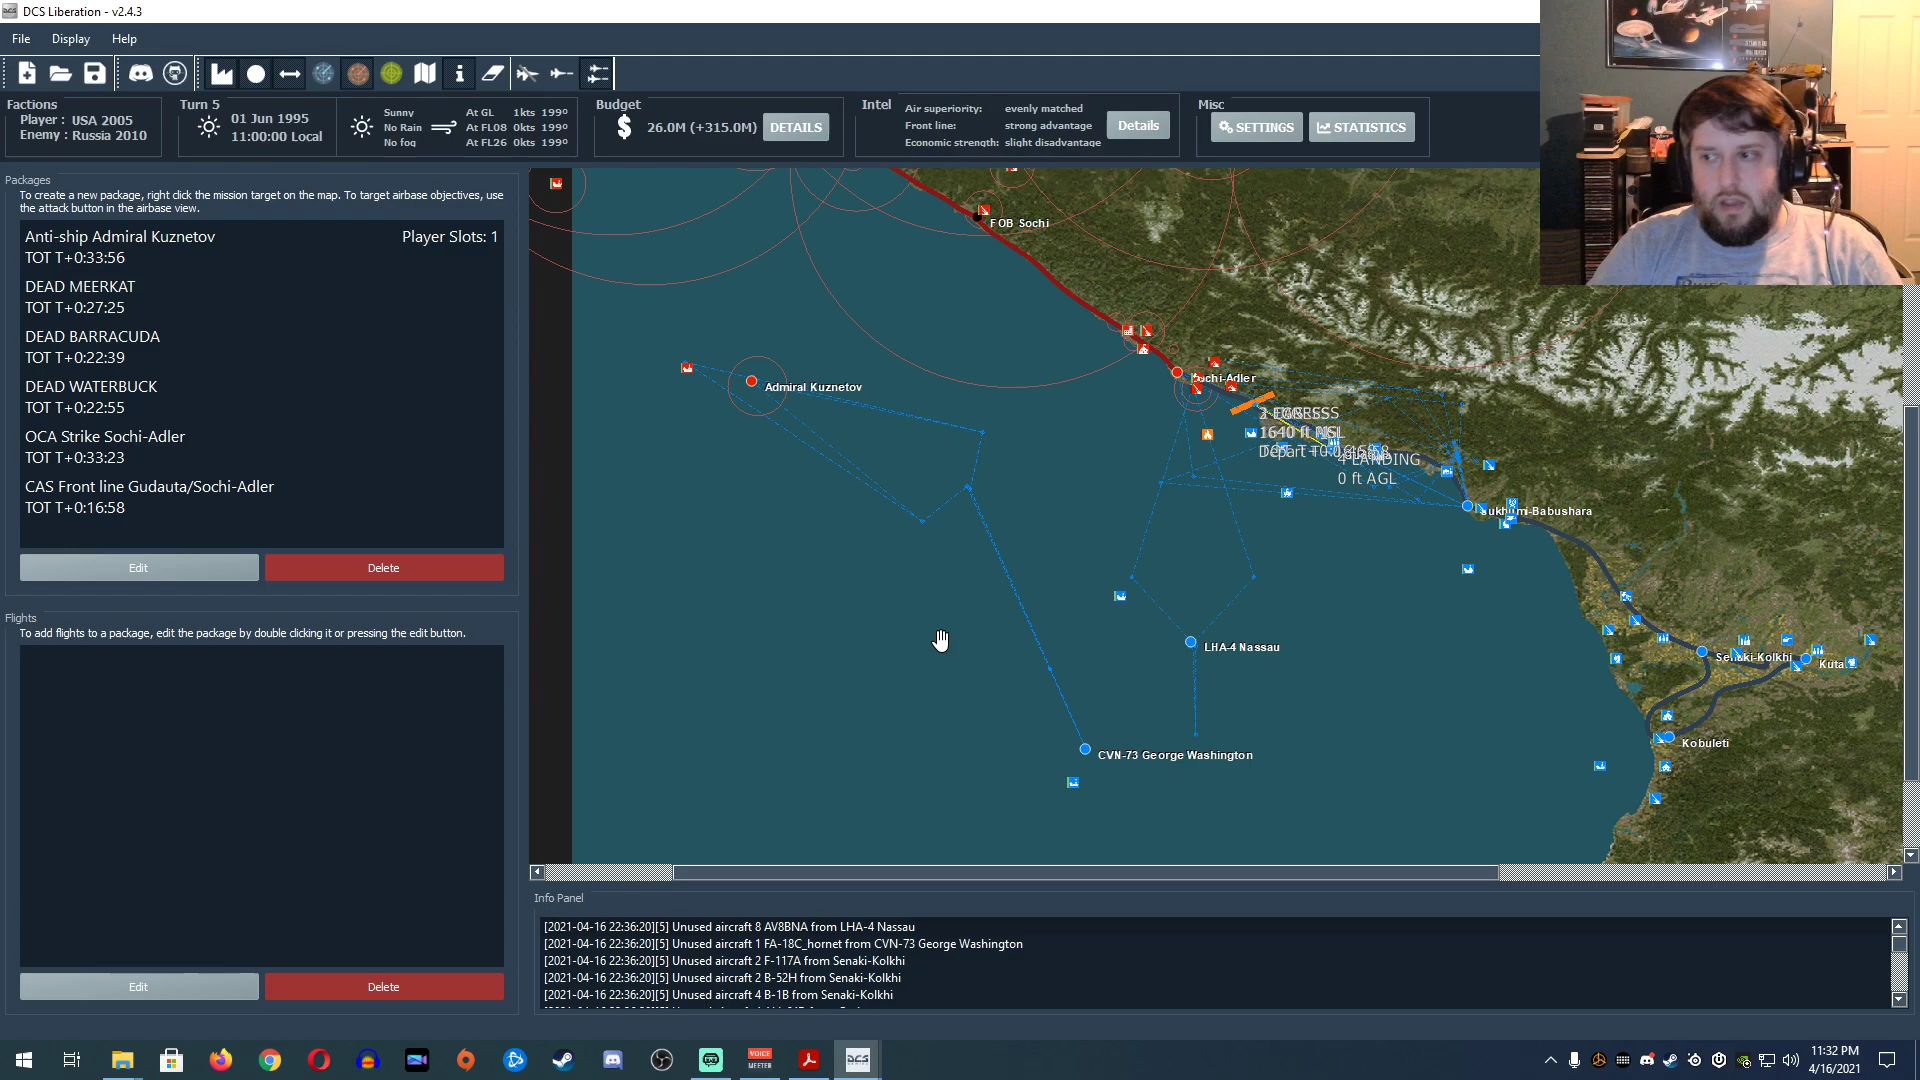 DCS Liberation - v2.4.3
File
Display
Help
Factions
Player : USA 2005
Enemy : Russia 2010
Turn 5
01 Jun 1995
11:00:00 Local
Sunny
No Rain
No fog
At GL 1kts 199º
At FL08 0kts 199º
At FL26 0kts 199º
Budget
$ 26.0M (+315.0M)
DETAILS
Intel
Air superiority: evenly matched
Front line: strong advantage
Economic strength: slight disadvantage
Details
Misc
SETTINGS
STATISTICS
Packages
To create a new package, right click the mission target on the map. To target airbase objectives, use
the attack button in the airbase view.
Anti-ship Admiral Kuznetov Player Slots: 1
TOT T+0:33:56
DEAD MEERKAT
TOT T+0:27:25
DEAD BARRACUDA
TOT T+0:22:39
DEAD WATERBUCK
TOT T+0:22:55
OCA Strike Sochi-Adler
TOT T+0:33:23
CAS Front line Gudauta/Sochi-Adler
TOT T+0:16:58
Edit
Delete
Flights
To add flights to a package, edit the package by double clicking it or pressing the edit button.
Edit
Delete
FOB Sochi
Admiral Kuznetov
Sochi-Adler
4 LANDING
0 ft AGL
Sukhumi-Babushara
LHA-4 Nassau
Senaki-Kolkhi
CVN-73 George Washington
Kobuleti
Info Panel
[2021-04-16 22:36:20][5] Unused aircraft 8 AV8BNA from LHA-4 Nassau
[2021-04-16 22:36:20][5] Unused aircraft 1 FA-18C_hornet from CVN-73 George Washington
[2021-04-16 22:36:20][5] Unused aircraft 2 F-117A from Senaki-Kolkhi
[2021-04-16 22:36:20][5] Unused aircraft 2 B-52H from Senaki-Kolkhi
[2021-04-16 22:36:20][5] Unused aircraft 4 B-1B from Senaki-Kolkhi
VOICE
MEETER
DCS
11:32 PM
4/16/2021